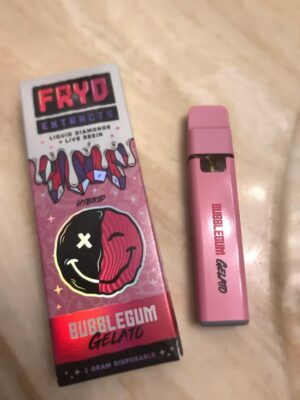 FRYD
EXTRACTS
LIQUID DIAMONDS
+ LIVE RESIN
HYBRID
BUBBLEGUM
GELATO
2 GRAM DISPOSABLE
BUBBLEGUM
GELATO